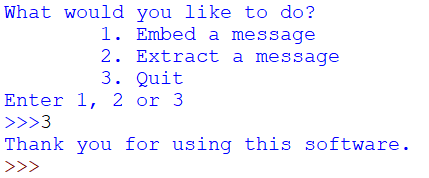 What would you like to do?
1. Embed a message
2. Extract a message
3. Quit
Enter 1, 2 or 3
>>>3
Thank you for using this software.
>>>